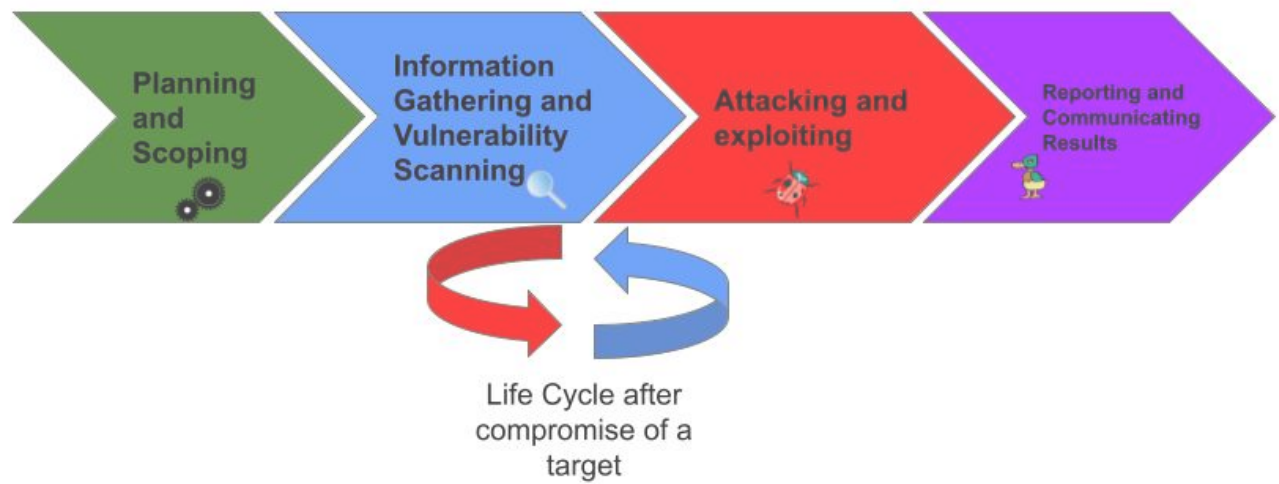 Planning
and
Scoping
Information
Gathering and
Vulnerability
Scanning
Attacking and
exploiting
Reporting and
Communicating
Results
Life Cycle after
compromise of a
target